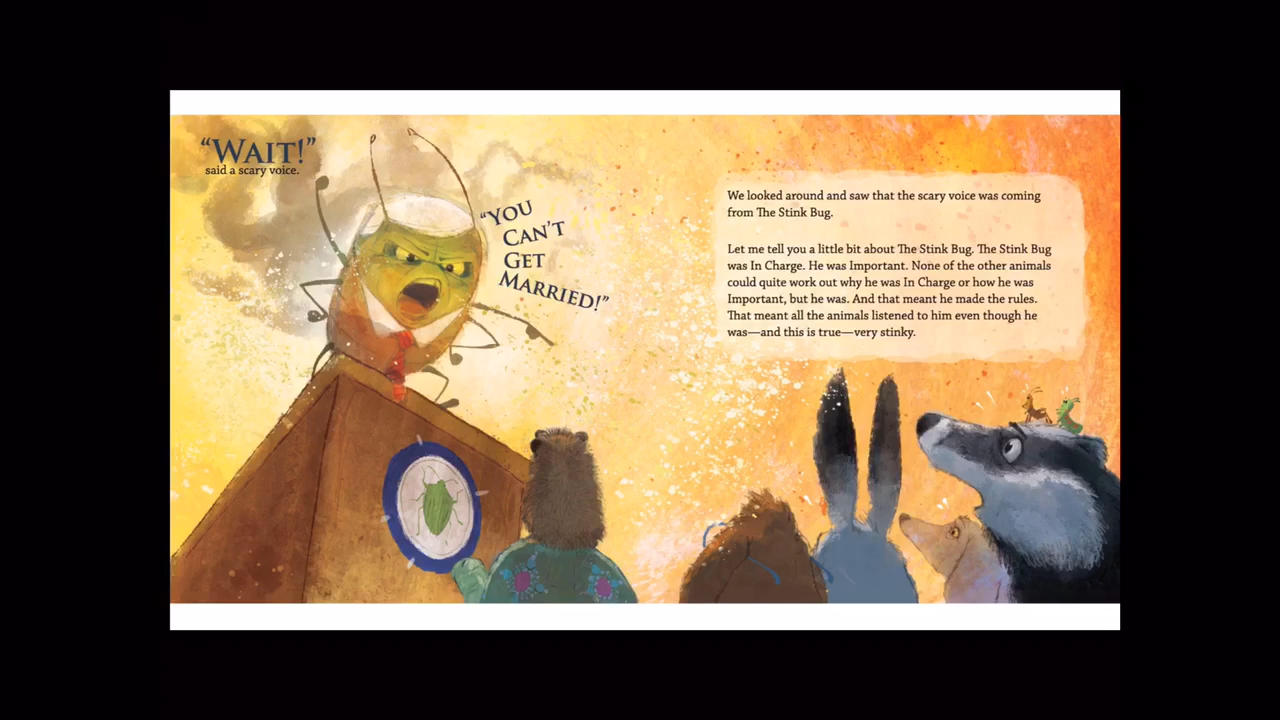 “WAIT!”
said a scary voice.
“YOU
CAN’T
GET
MARRIED!”
We looked around and saw that the scary voice was coming
from The Stink Bug.
Let me tell you a little bit about The Stink Bug. The Stink Bug
was In Charge. He was Important. None of the other animals
could quite work out why he was In Charge or how he was
Important, but he was. And that meant he made the rules.
That meant all the animals listened to him even though he
was—and this is true—very stinky.